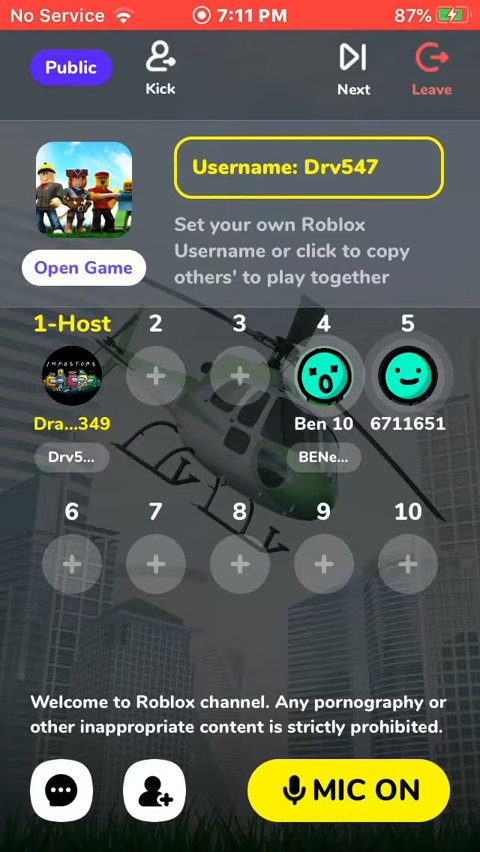 No Service 7:11 PM 87%
Public
Kick
Next
Leave
Username: Drv547
Set your own Roblox
Username or click to copy
others' to play together
Open Game
1-Host 2 3 4 5
IMPOSTORS
Dra...349 Ben 10 6711651
Drv5... BENe...
6 7 8 9 10
Welcome to Roblox channel. Any pornography or
other inappropriate content is strictly prohibited.
MIC ON